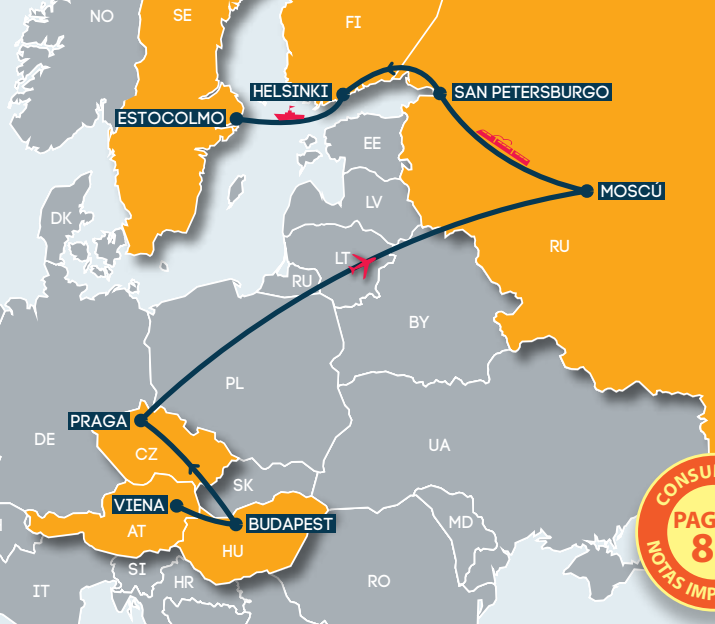 NO
SE
FI
HELSINKI
SAN PETERSBURGO
ESTOCOLMO
EE
MOSCÚ
LV
DK
RU
LT
RU
BY
PL
PRAGA
DE
CZ
UA
SK
VIENA
BUDAPEST
AT
HU
MD
SI
HR
RO
IT
CONSU
PAG
8
NOTAS IMP